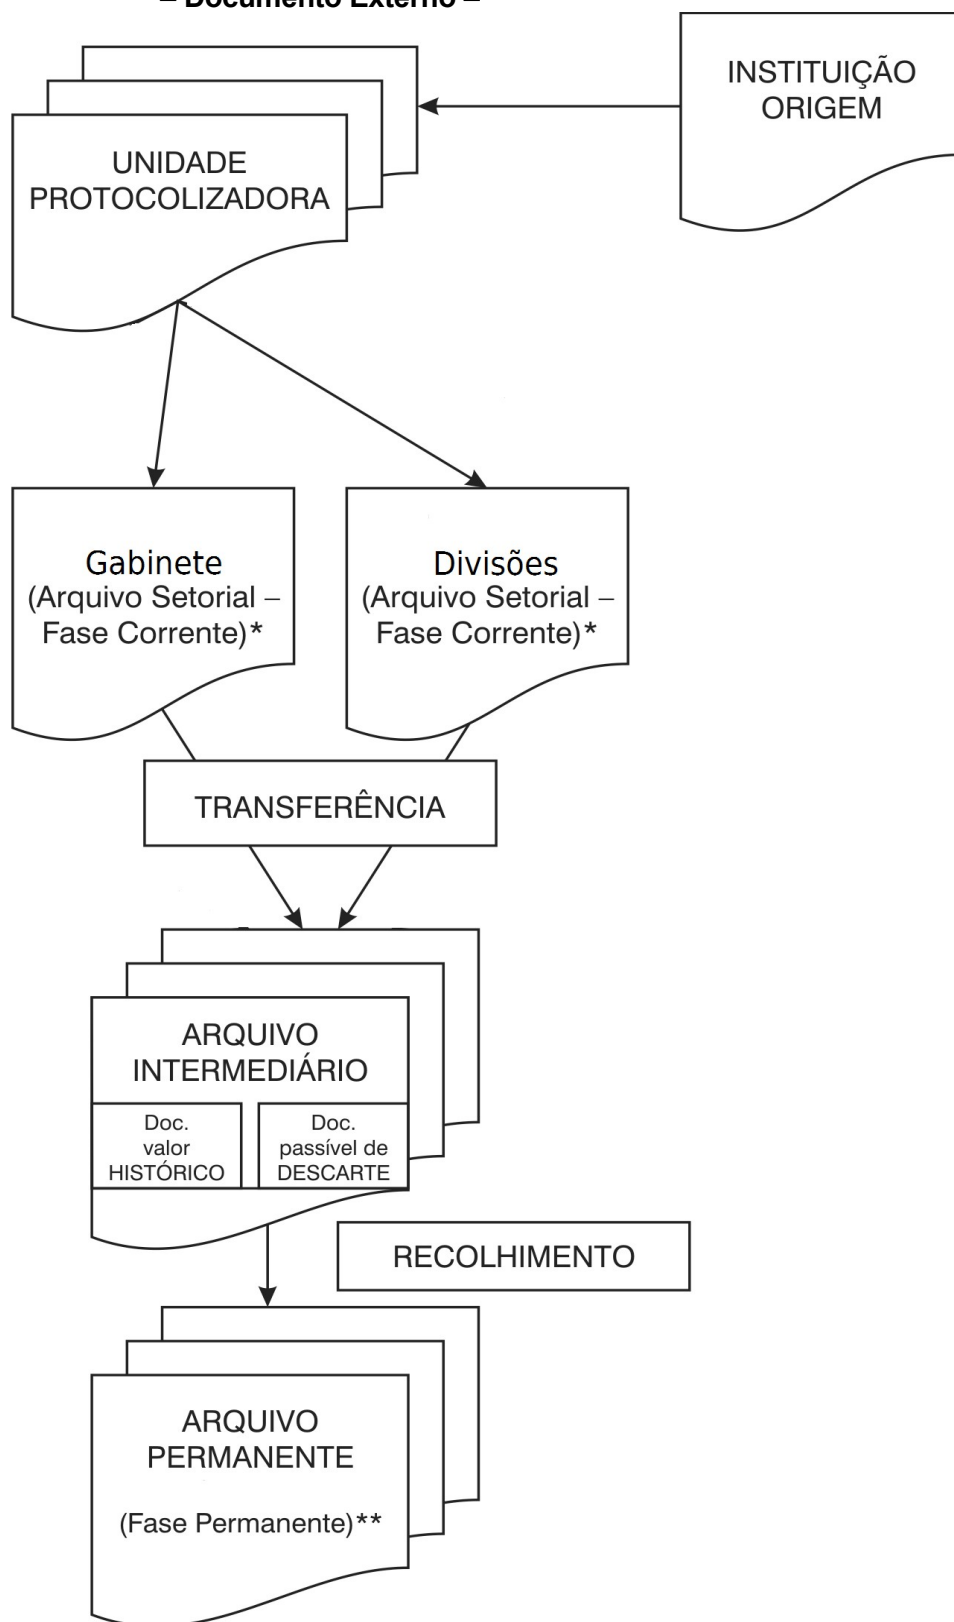 – Documento Externo –
INSTITUIÇÃO
ORIGEM
UNIDADE
PROTOCOLIZADORA
Gabinete
(Arquivo Setorial –
Fase Corrente)*
Divisões
(Arquivo Setorial –
Fase Corrente)*
TRANSFERÊNCIA
ARQUIVO
INTERMEDIÁRIO
Doc.
valor
HISTÓRICO
Doc.
passível de
DESCARTE
RECOLHIMENTO
ARQUIVO
PERMANENTE
(Fase Permanente)**